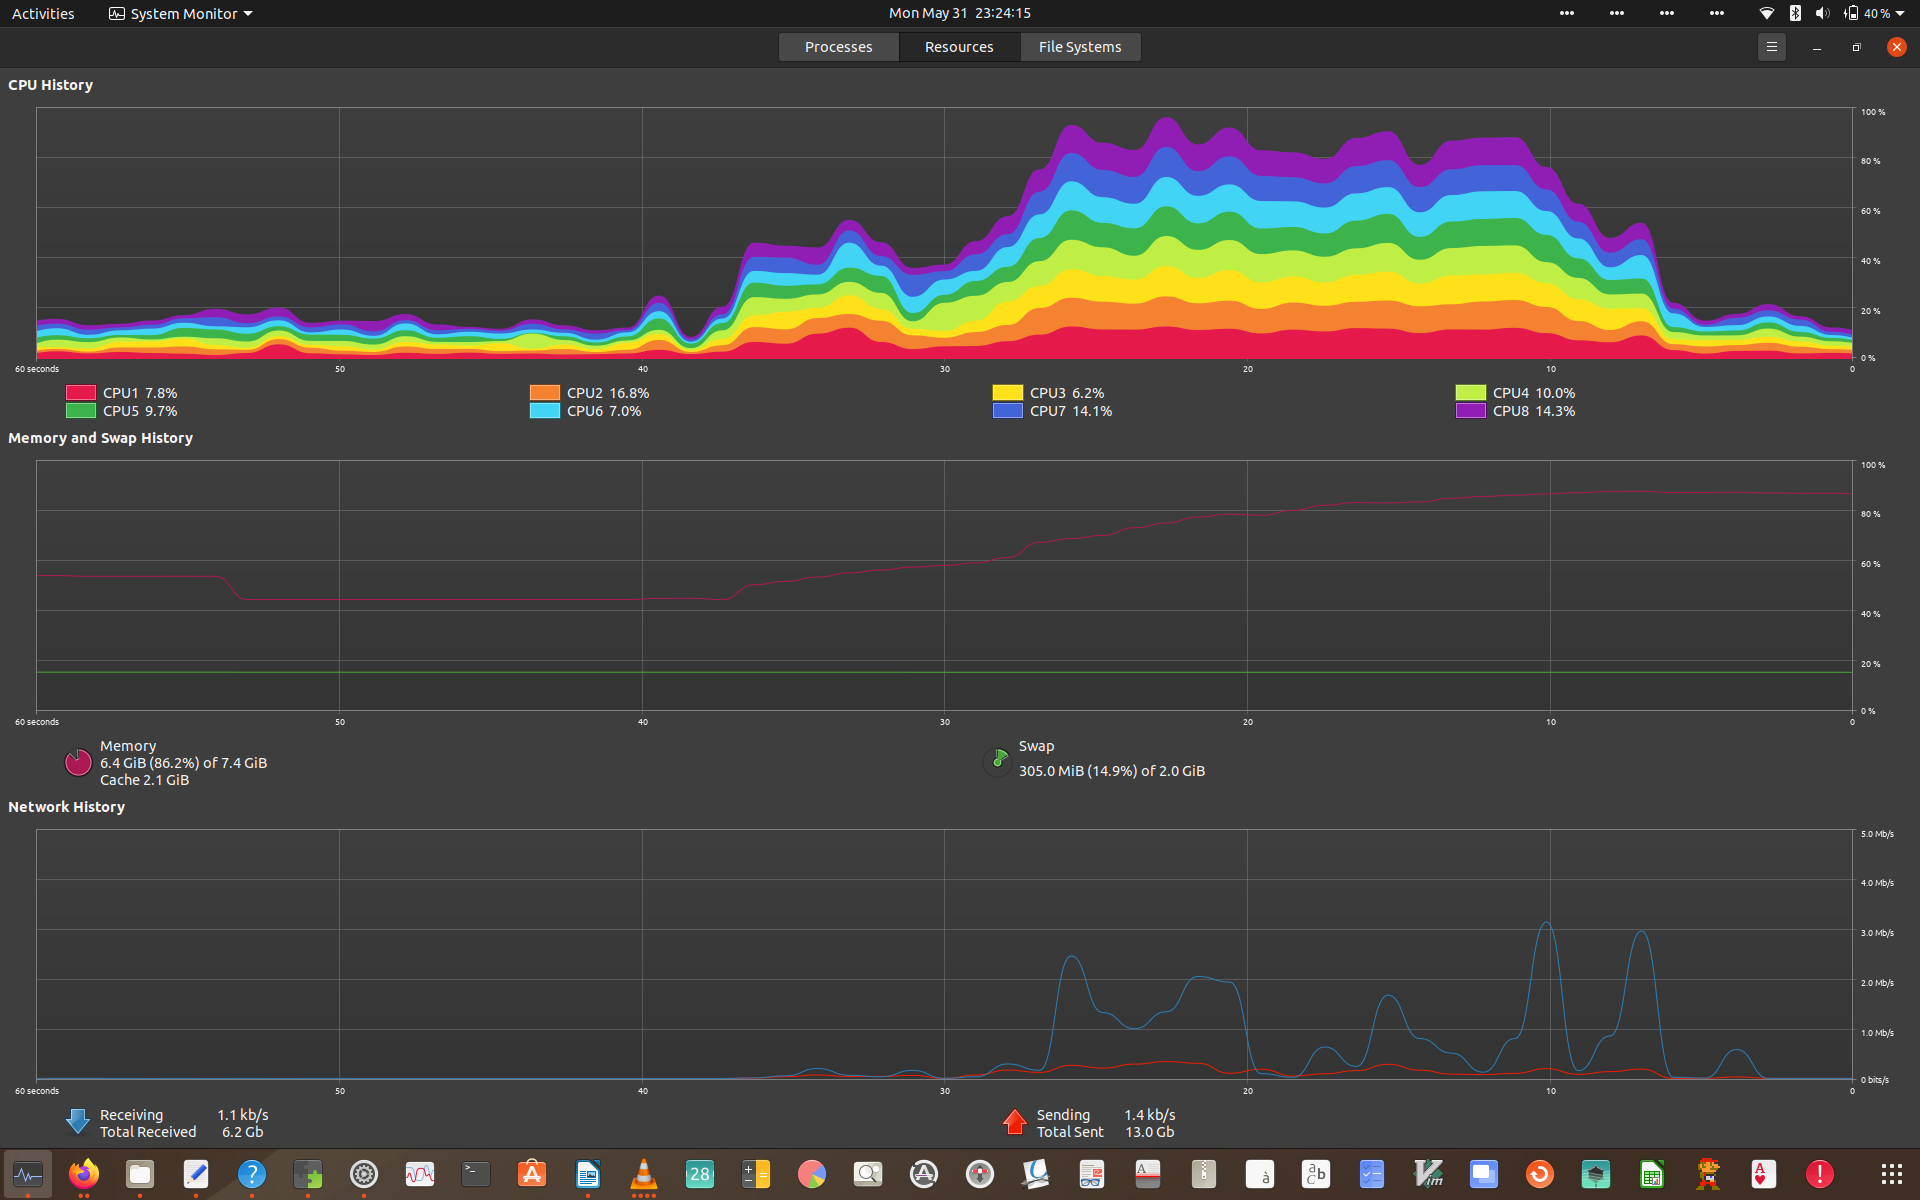 Activities System Monitor Mon May 31 23:24:15 40 %
Processes Resources File Systems
CPU History
100 %
80 %
60 %
40 %
20 %
0 %
60 seconds 50 40 30 20 10 0
CPU1 7.8% CPU2 16.8% CPU3 6.2% CPU4 10.0%
CPU5 9.7% CPU6 7.0% CPU7 14.1% CPU8 14.3%
Memory and Swap History
100 %
80 %
60 %
40 %
20 %
0 %
60 seconds 50 40 30 20 10 0
Memory
6.4 GiB (86.2%) of 7.4 GiB
Cache 2.1 GiB
Swap
305.0 MiB (14.9%) of 2.0 GiB
Network History
5.0 Mb/s
4.0 Mb/s
3.0 Mb/s
2.0 Mb/s
1.0 Mb/s
0 bits/s
60 seconds 50 40 30 20 10 0
Receiving 1.1 kb/s
Total Received 6.2 Gb
Sending 1.4 kb/s
Total Sent 13.0 Gb
28